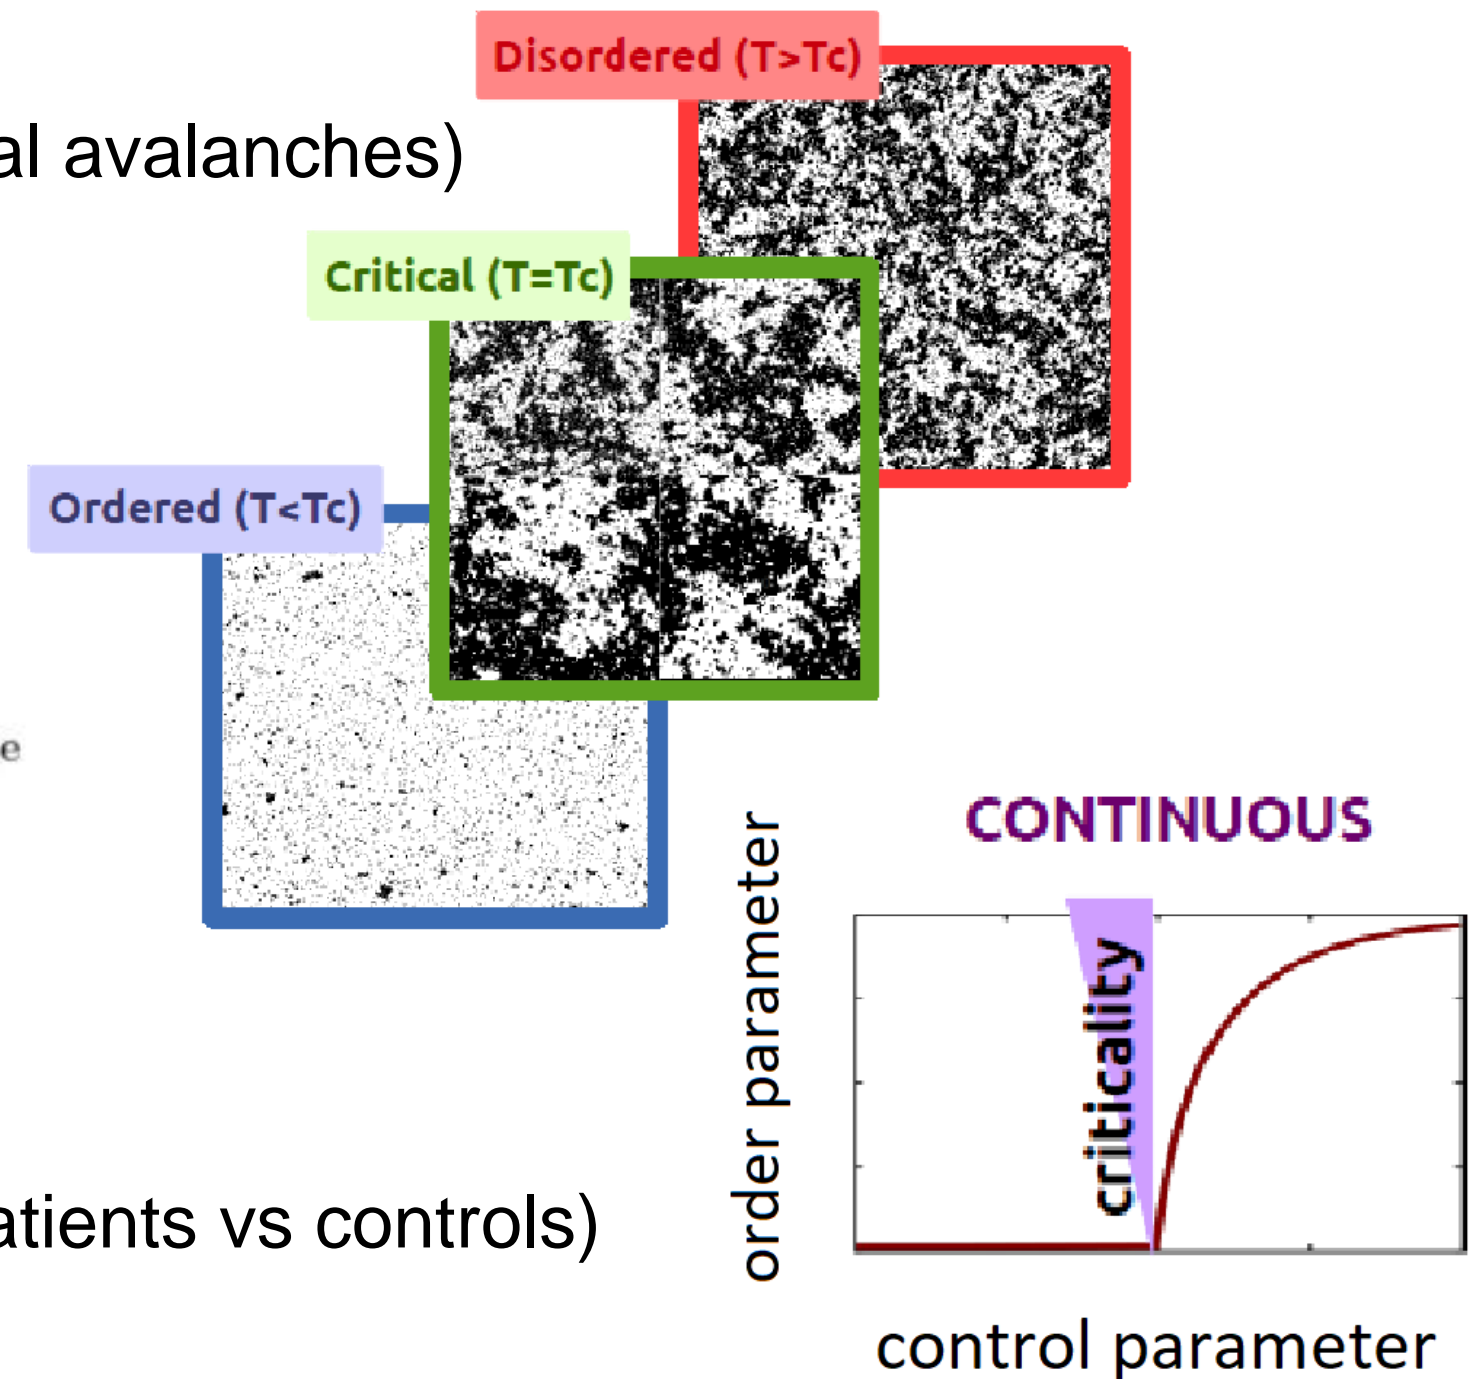 Disordered (T>Tc)
al avalanches)
Critical (T=Tc)
Ordered (T<Tc)
e
CONTINUOUS
order parameter
criticality
atients vs controls)
control parameter